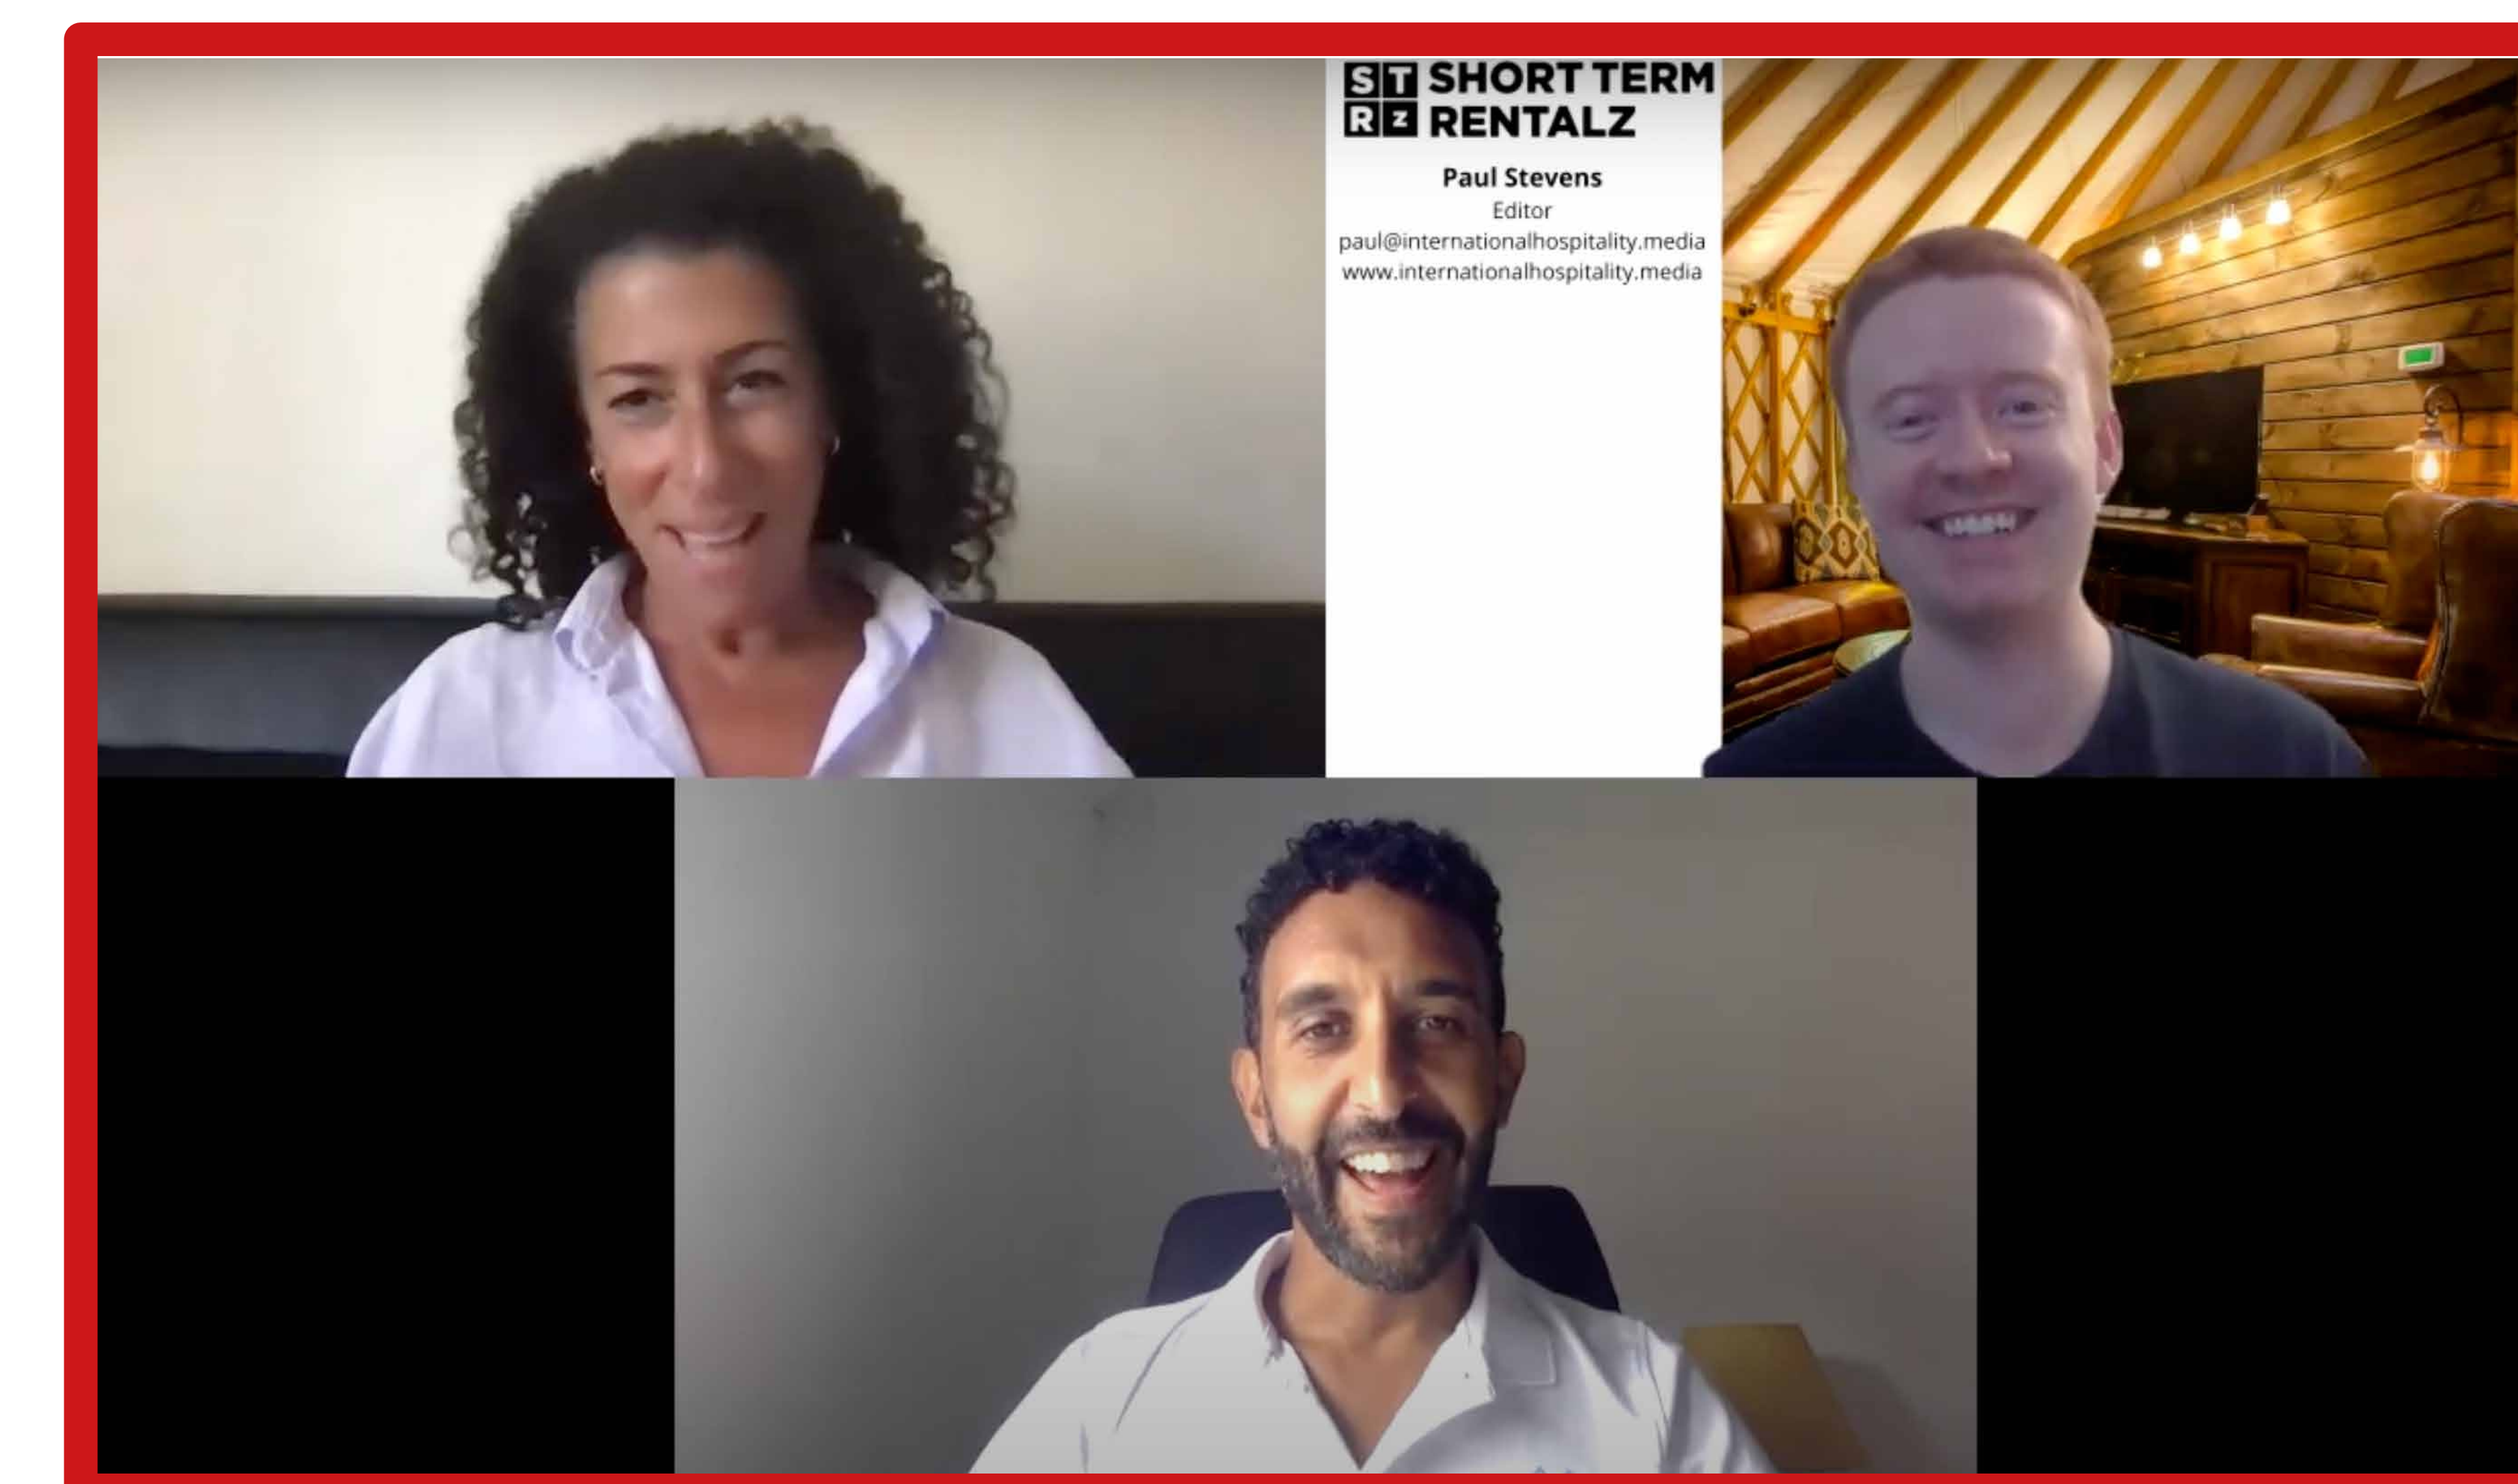 ST SHORT TERM
Rz RENTALZ
Paul Stevens
Editor
paul@internationalhospitality.media
www.internationalhospitality.media